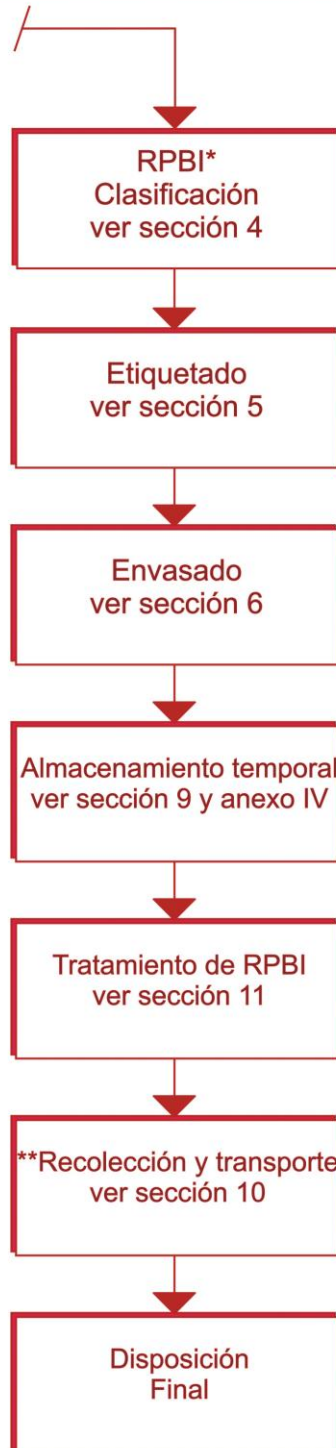 RPBI*
Clasificación
ver sección 4
Etiquetado
ver sección 5
Envasado
ver sección 6
Almacenamiento temporal
ver sección 9 y anexo IV
Tratamiento de RPBI
ver sección 11
**Recolección y transporte
ver sección 10
Disposición
Final